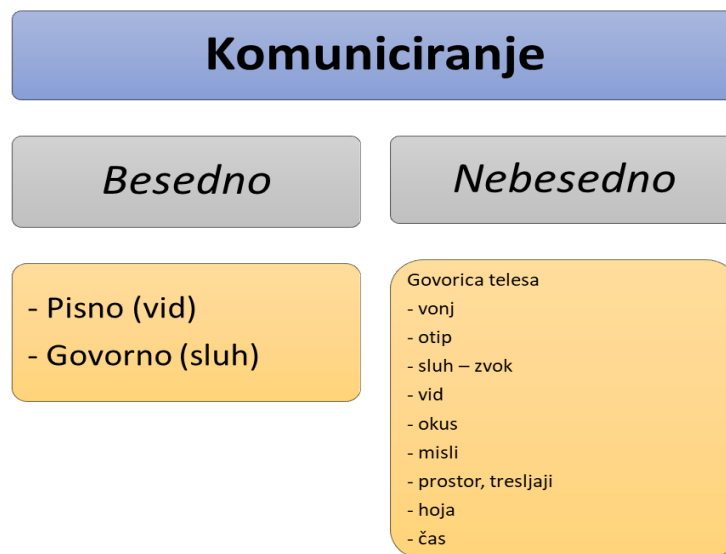 Komuniciranje
Besedno
Nebesedno
- Pisno (vid)
- Govorno (sluh)
Govorica telesa
- vonj
- otip
- sluh – zvok
- vid
- okus
- misli
- prostor, tresljaji
- hoja
- čas